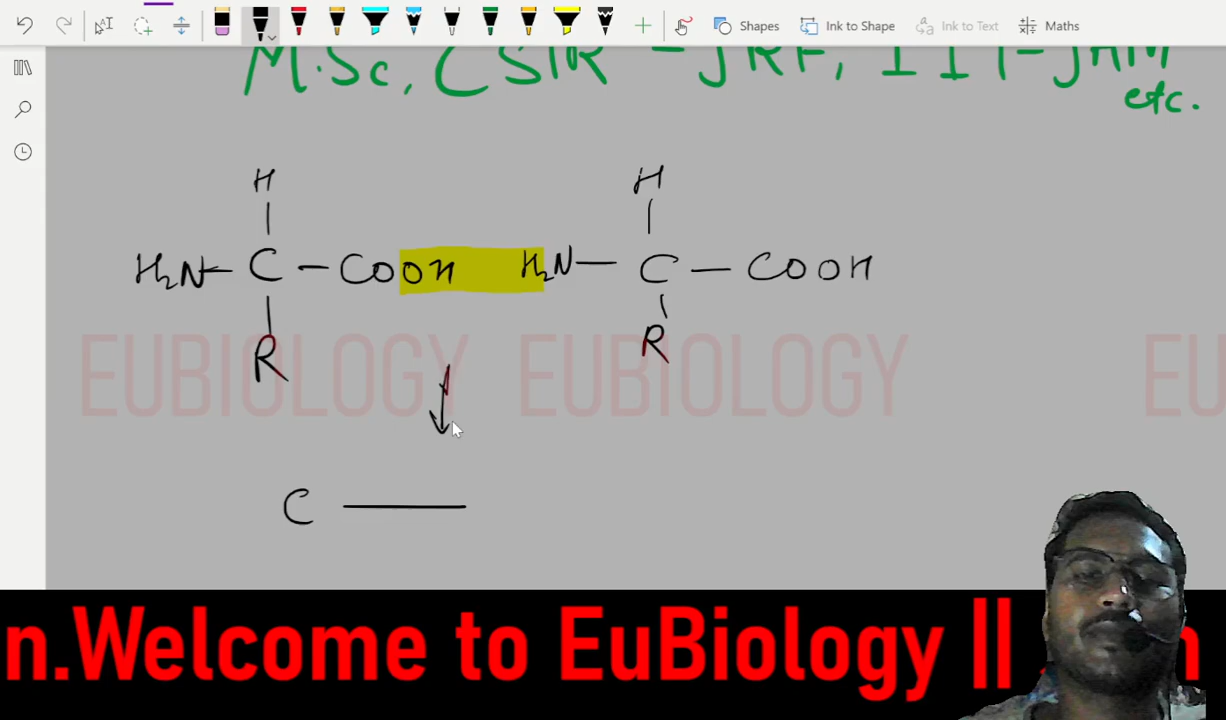 Shapes Ink to Shape Ink to Text Maths
M.Sc, CSIR - JRF, IIT-JAM
etc.
H H
H₂N- C - COOH H₂N- C - COOH
R R
EUBIOLOGY EUBIOLOGY EU
C
n.Welcome to EuBiology ||